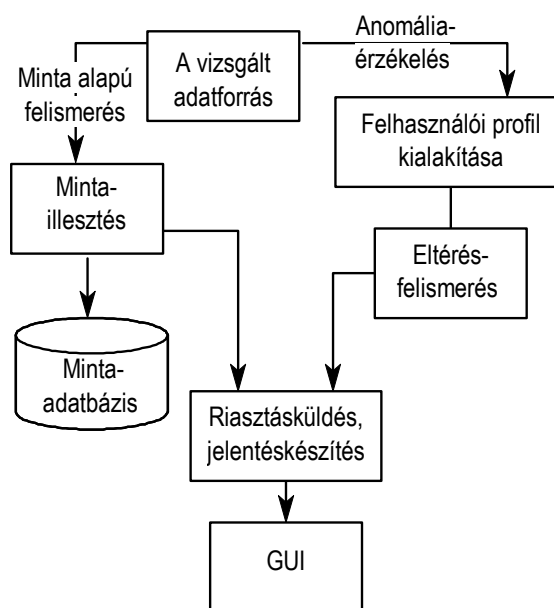 Anomália-
érzékelés
A vizsgált
adatforrás
Minta alapú
felismerés
Felhasználói profil
kialakítása
Minta-
illesztés
Eltérés-
felismerés
Minta-
adatbázis
Riasztásküldés,
jelentéskészítés
GUI